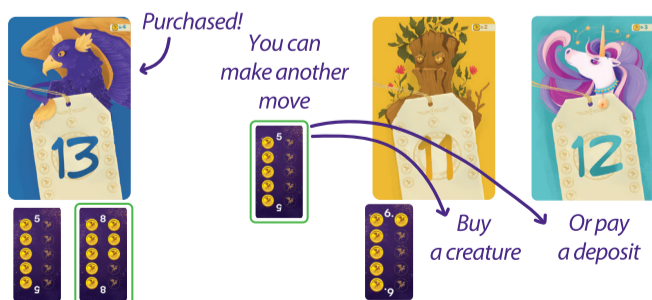 Purchased!
You can
make another
move
13
11
12
5
5
8
8
5
5
6.
6.
Buy
a creature
Or pay
a deposit